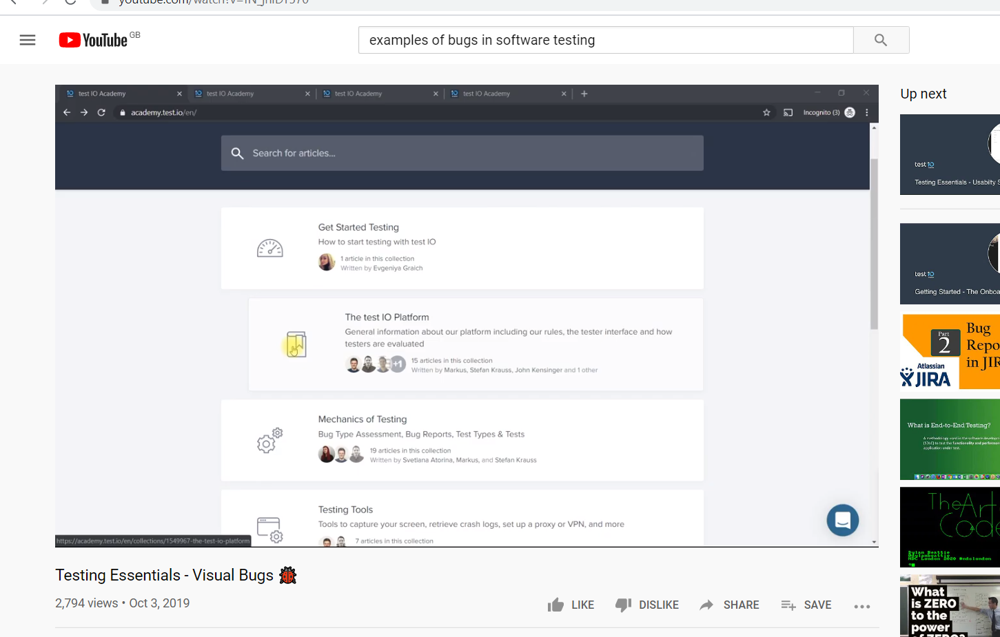 YouTube GB
examples of bugs in software testing
test IO Academy
test IO Academy
test IO Academy
test IO Academy
academy.test.io/en/
Incognito (3)
Search for articles...
Get Started Testing
How to start testing with test IO
1 article in this collection
Written by Evgeniya Graich
The test IO Platform
General information about our platform including our rules, the tester interface and how
testers are evaluated
+1
15 articles in this collection
Written by Markus, Stefan Krauss, John Kensinger and 1 other
Mechanics of Testing
Bug Type Assessment, Bug Reports, Test Types & Tests
19 articles in this collection
Written by Svetlana Atorina, Markus, and Stefan Krauss
Testing Tools
Tools to capture your screen, retrieve crash logs, set up a proxy or VPN, and more
7 articles in this collection
https://academy.test.io/en/collections/1549967-the-test-io-platform
Testing Essentials - Visual Bugs
2,794 views • Oct 3, 2019
LIKE
DISLIKE
SHARE
SAVE
Up next
test IO
Testing Essentials - Usabilty S
test IO
Getting Started - The Onboa
Part
2
Bug
Repo
in JIR
Atlassian
JIRA
What is End-to-End Testing?
application under test.
The Art
Code
Dylan Beattie
@dylanbeattie
NDC London 2020 #ndclondon
What
is ZERO
to the
power
of ZERO?